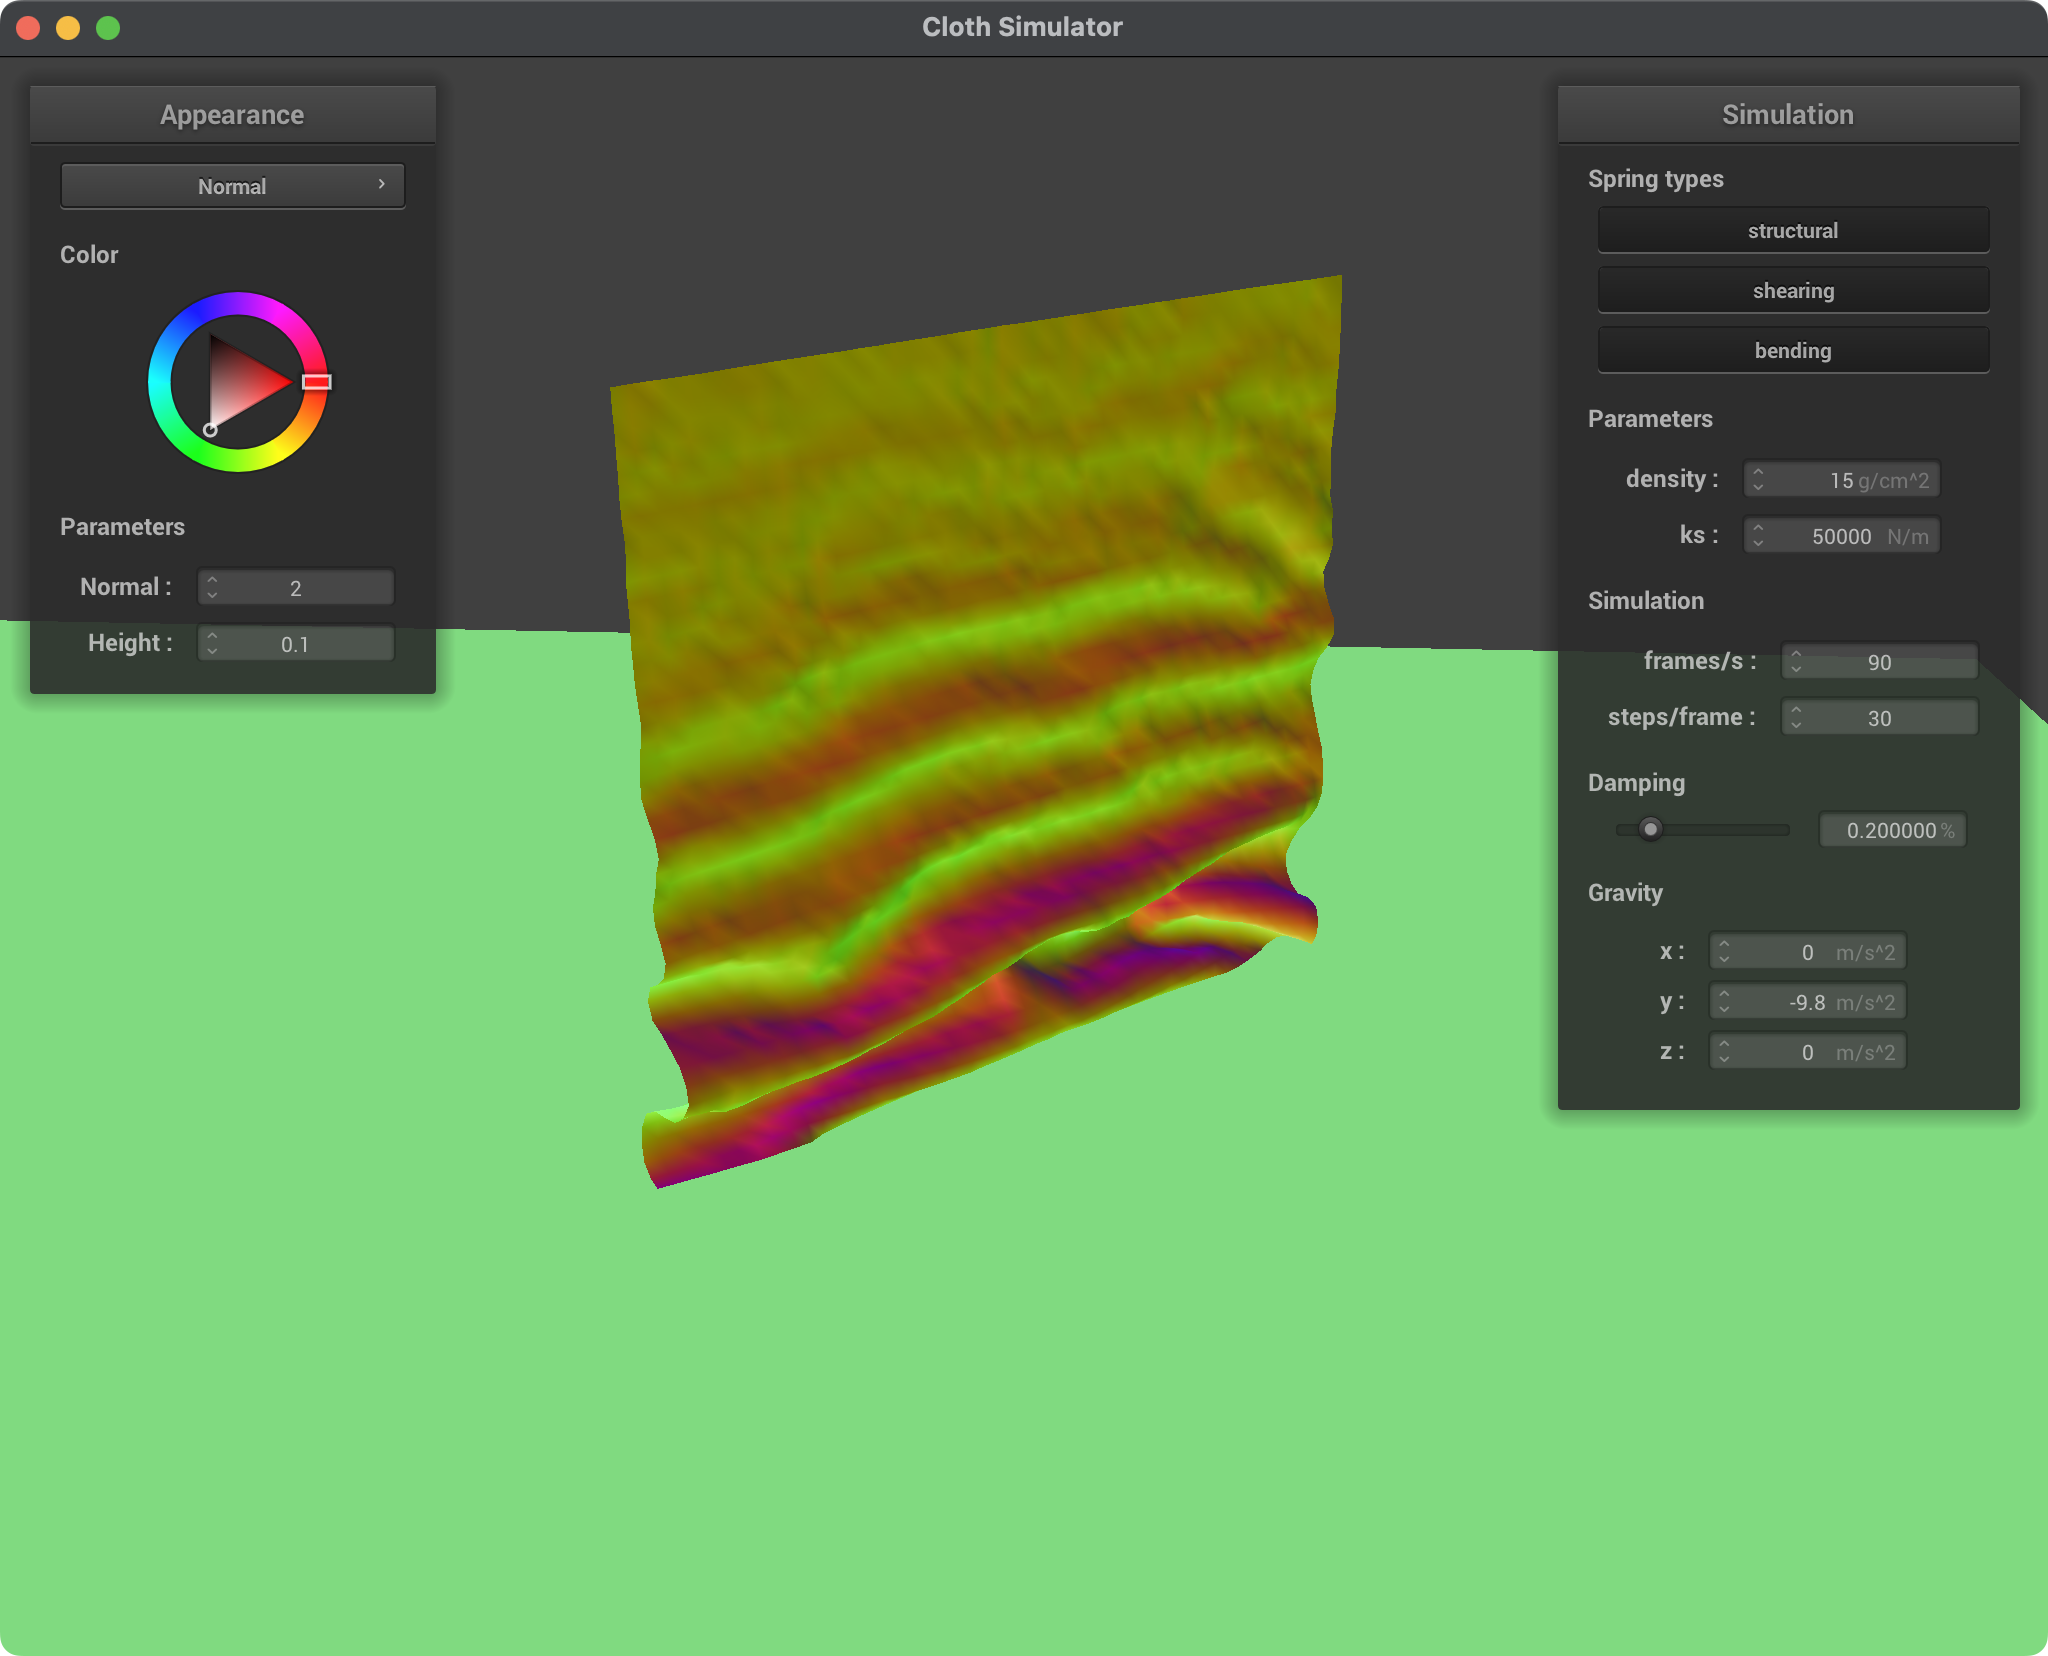 Cloth Simulator
Appearance
Normal
Color
Parameters
Normal : 2
Height : 0.1
Simulation
Spring types
structural
shearing
bending
Parameters
density : 15 g/cm^2
ks : 50000 N/m
Simulation
frames/s : 90
steps/frame : 30
Damping
0.200000 %
Gravity
x : 0 m/s^2
y : -9.8 m/s^2
z : 0 m/s^2